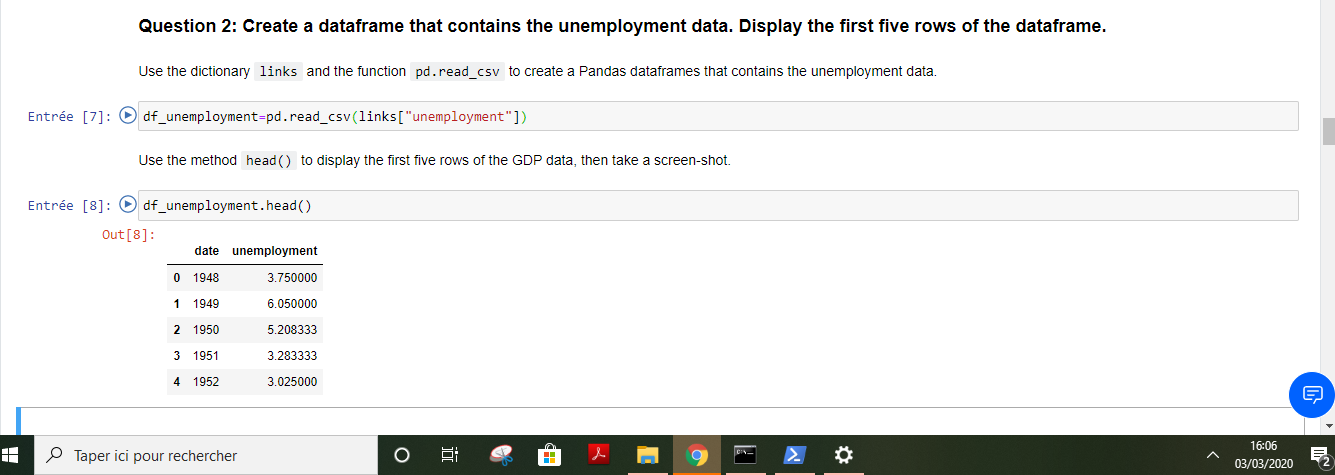 Question 2: Create a dataframe that contains the unemployment data. Display the first five rows of the dataframe.
Use the dictionary links and the function pd.read_csv to create a Pandas dataframes that contains the unemployment data.
Entrée [7]: df_unemployment=pd.read_csv(links["unemployment"])
Use the method head() to display the first five rows of the GDP data, then take a screen-shot.
Entrée [8]: df_unemployment.head()
Out[8]:
date unemployment
0 1948 3.750000
1 1949 6.050000
2 1950 5.208333
3 1951 3.283333
4 1952 3.025000
Taper ici pour rechercher
16:06
03/03/2020
2